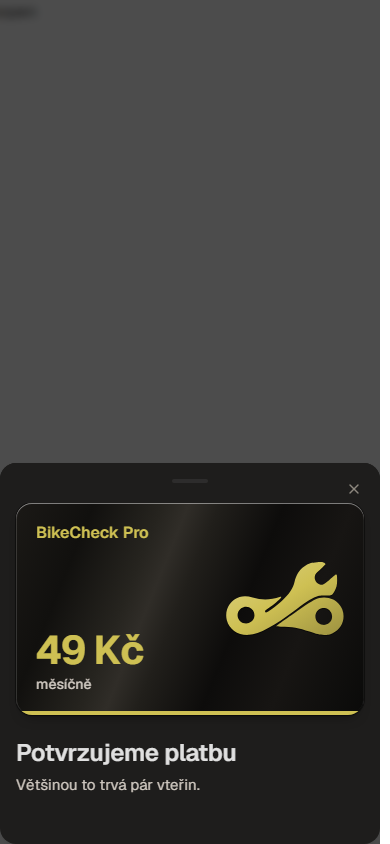 BikeCheck Pro
49 Kč
měsíčně
Potvrzujeme platbu
Většinou to trvá pár vteřin.